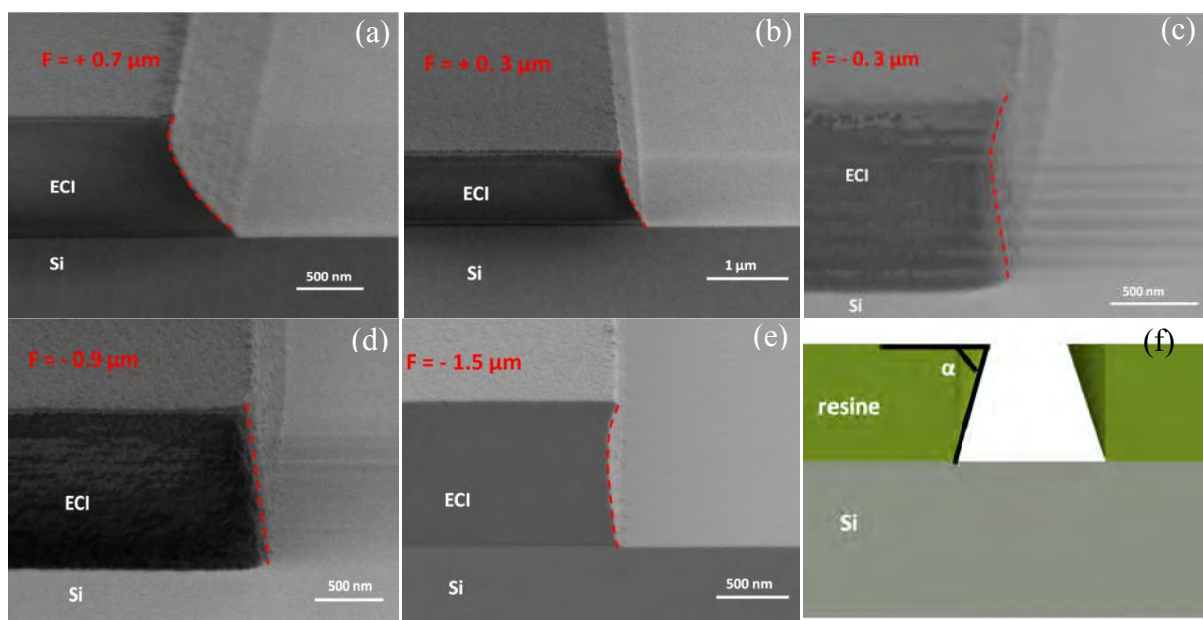 (a)
F = + 0.7 µm
ECI
Si
500 nm
(b)
F = + 0. 3 µm
ECI
Si
1 µm
(c)
F = - 0.3 µm
ECI
Si
500 nm
(d)
F = - 0.9 µm
ECI
Si
500 nm
(e)
F = - 1.5 µm
ECI
Si
500 nm
(f)
α
resine
Si